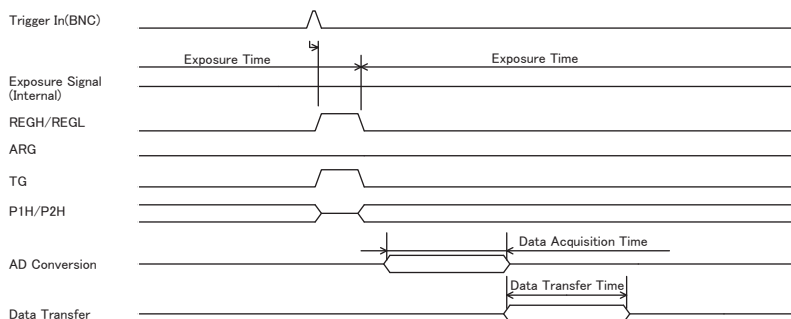 Trigger In(BNC)
Exposure Time
Exposure Time
Exposure Signal
(Internal)
REGH/REGL
ARG
TG
P1H/P2H
Data Acquisition Time
AD Conversion
Data Transfer Time
Data Transfer